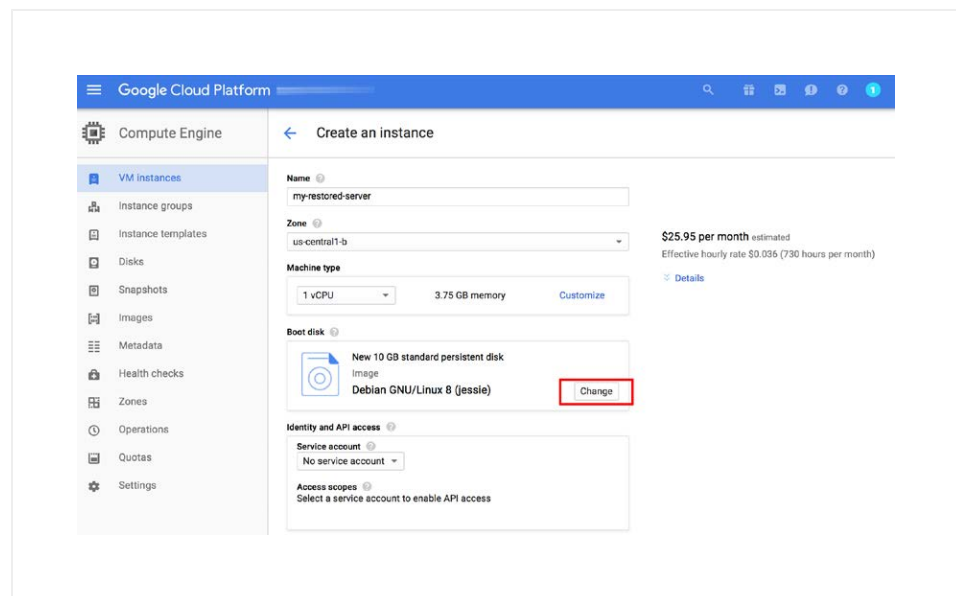 Google Cloud Platform
1
Compute Engine
Create an instance
VM instances
Instance groups
Instance templates
Disks
Snapshots
Images
Metadata
Health checks
Zones
Operations
Quotas
Settings
Name
my-restored-server
Zone
us-central1-b
Machine type
1 vCPU
3.75 GB memory
Customize
Boot disk
New 10 GB standard persistent disk
Image
Debian GNU/Linux 8 (jessie)
Change
Identity and API access
Service account
No service account
Access scopes
Select a service account to enable API access
$25.95 per month estimated
Effective hourly rate $0.036 (730 hours per month)
Details